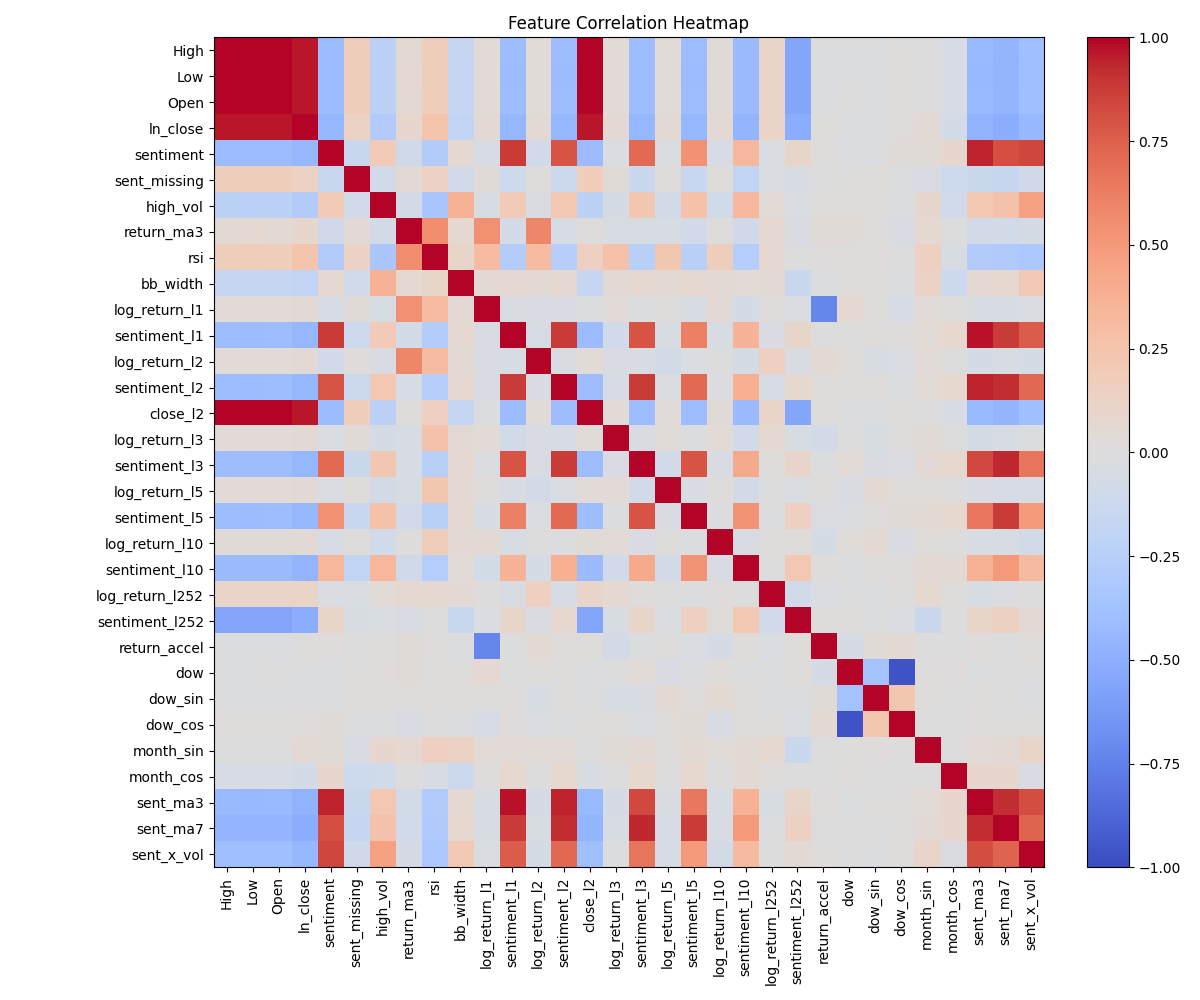 Feature Correlation Heatmap
High
Low
Open
ln_close
sentiment
sent_missing
high_vol
return_ma3
rsi
bb_width
log_return_l1
sentiment_l1
log_return_l2
sentiment_l2
close_l2
log_return_l3
sentiment_l3
log_return_l5
sentiment_l5
log_return_l10
sentiment_l10
log_return_l252
sentiment_l252
return_accel
dow
dow_sin
dow_cos
month_sin
month_cos
sent_ma3
sent_ma7
sent_x_vol
High
Low
Open
ln_close
sentiment
sent_missing
high_vol
return_ma3
rsi
bb_width
log_return_l1
sentiment_l1
log_return_l2
sentiment_l2
close_l2
log_return_l3
sentiment_l3
log_return_l5
sentiment_l5
log_return_l10
sentiment_l10
log_return_l252
sentiment_l252
return_accel
dow
dow_sin
dow_cos
month_sin
month_cos
sent_ma3
sent_ma7
sent_x_vol
1.00
0.75
0.50
0.25
0.00
−0.25
−0.50
−0.75
−1.00